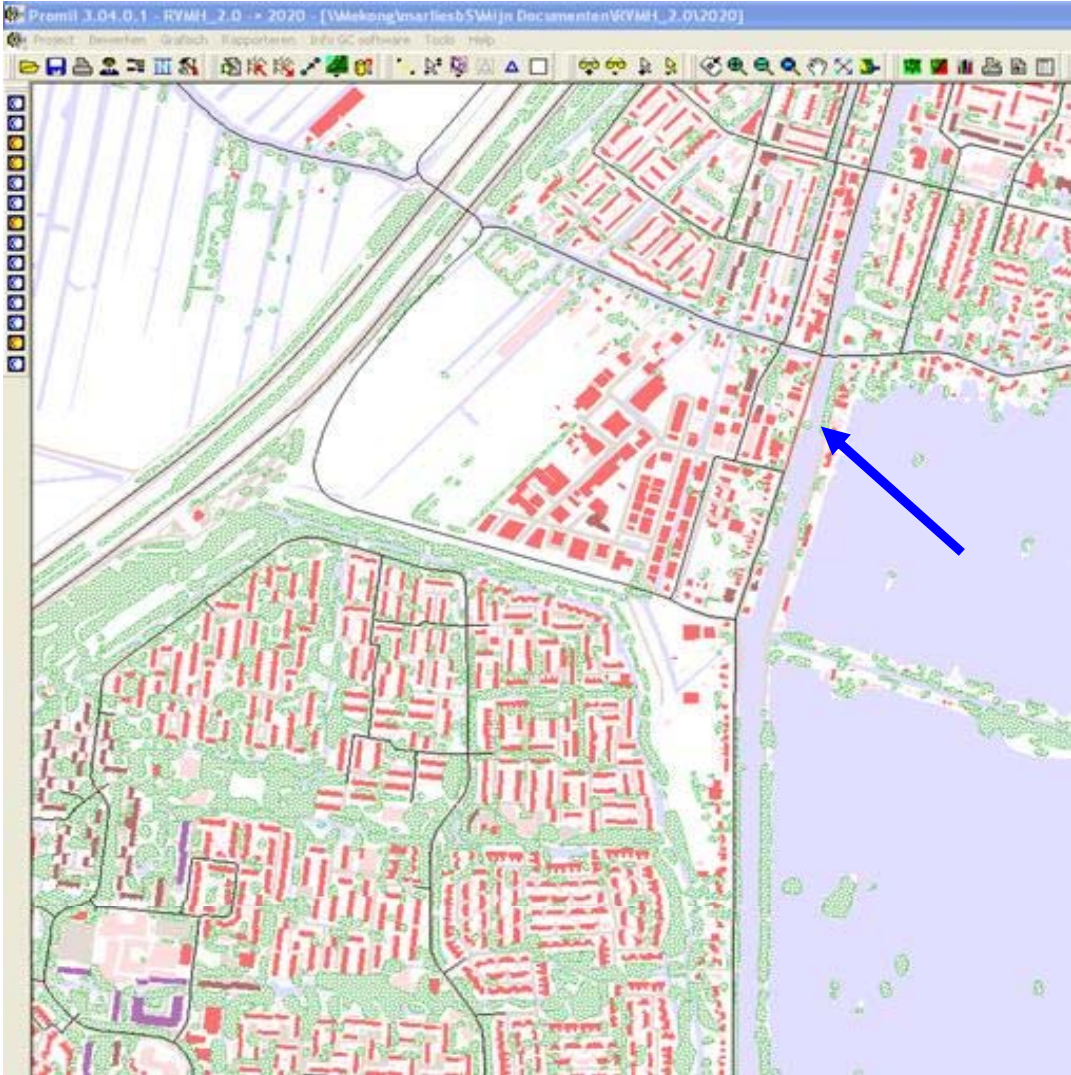 Promil 3.04.0.1 - RVMH_2.0 -> 2020 - [\\Mekong\marliesb$\Mijn Documenten\RVMH_2.0\2020]
Project Bewerken Grafisch Rapporteren Info GC software Tools Help